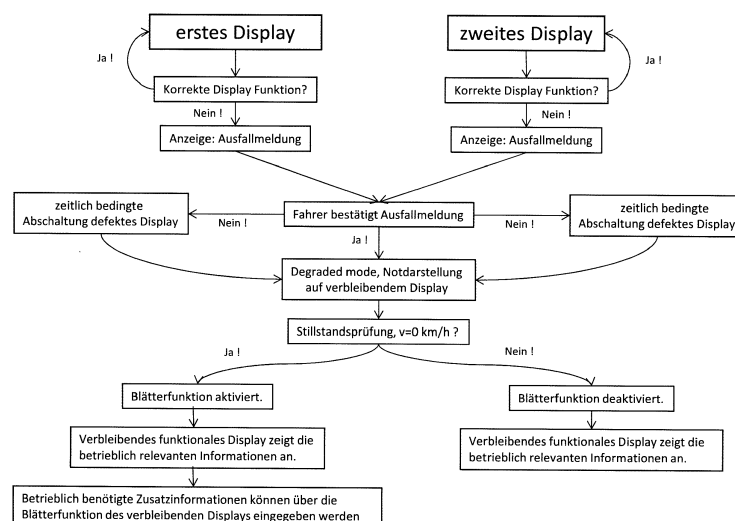 erstes Display
zweites Display
Ja !
Ja !
Korrekte Display Funktion?
Korrekte Display Funktion?
Nein !
Nein !
Anzeige: Ausfallmeldung
Anzeige: Ausfallmeldung
zeitlich bedingte
Abschaltung defektes Display
Nein !
Fahrer bestätigt Ausfallmeldung
Nein !
zeitlich bedingte
Abschaltung defektes Display
Ja !
Degraded mode, Notdarstellung
auf verbleibendem Display
Stillstandsprüfung, v=0 km/h ?
Ja !
Nein !
Blätterfunktion aktiviert.
Blätterfunktion deaktiviert.
Verbleibendes funktionales Display zeigt die
betrieblich relevanten Informationen an.
Verbleibendes funktionales Display zeigt die
betrieblich relevanten Informationen an.
Betrieblich benötigte Zusatzinformationen können über die
Blätterfunktion des verbleibenden Displays eingegeben werden